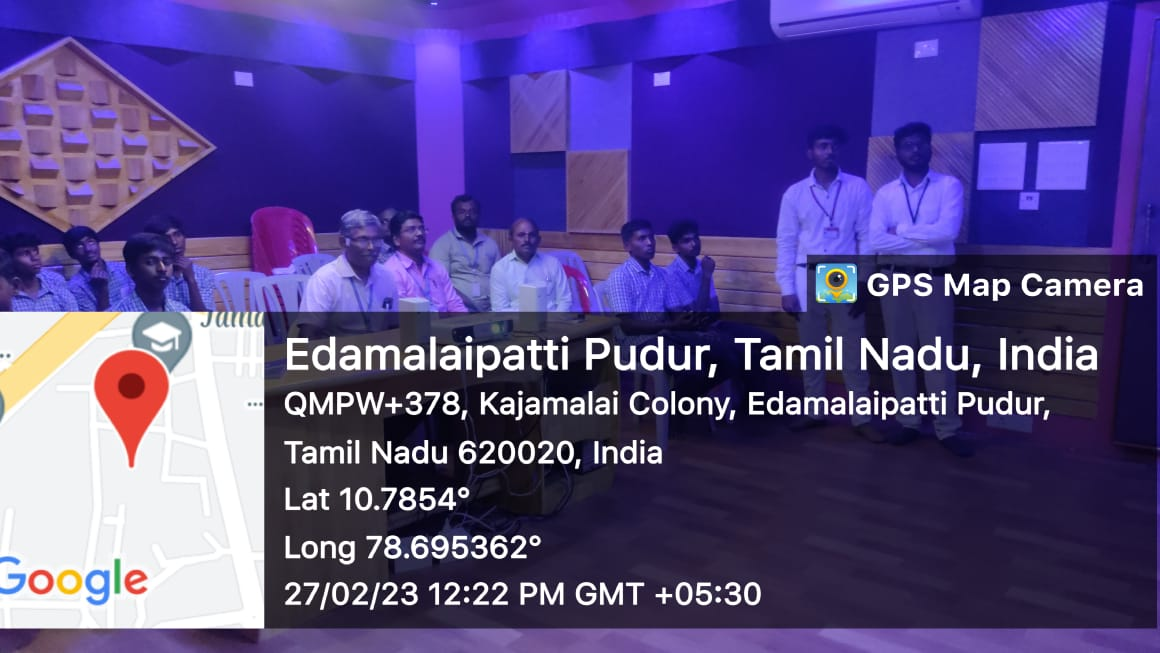 GPS Map Camera
Edamalaipatti Pudur, Tamil Nadu, India
QMPW+378, Kajamalai Colony, Edamalaipatti Pudur,
Tamil Nadu 620020, India
Lat 10.7854°
Long 78.695362°
27/02/23 12:22 PM GMT +05:30
Google